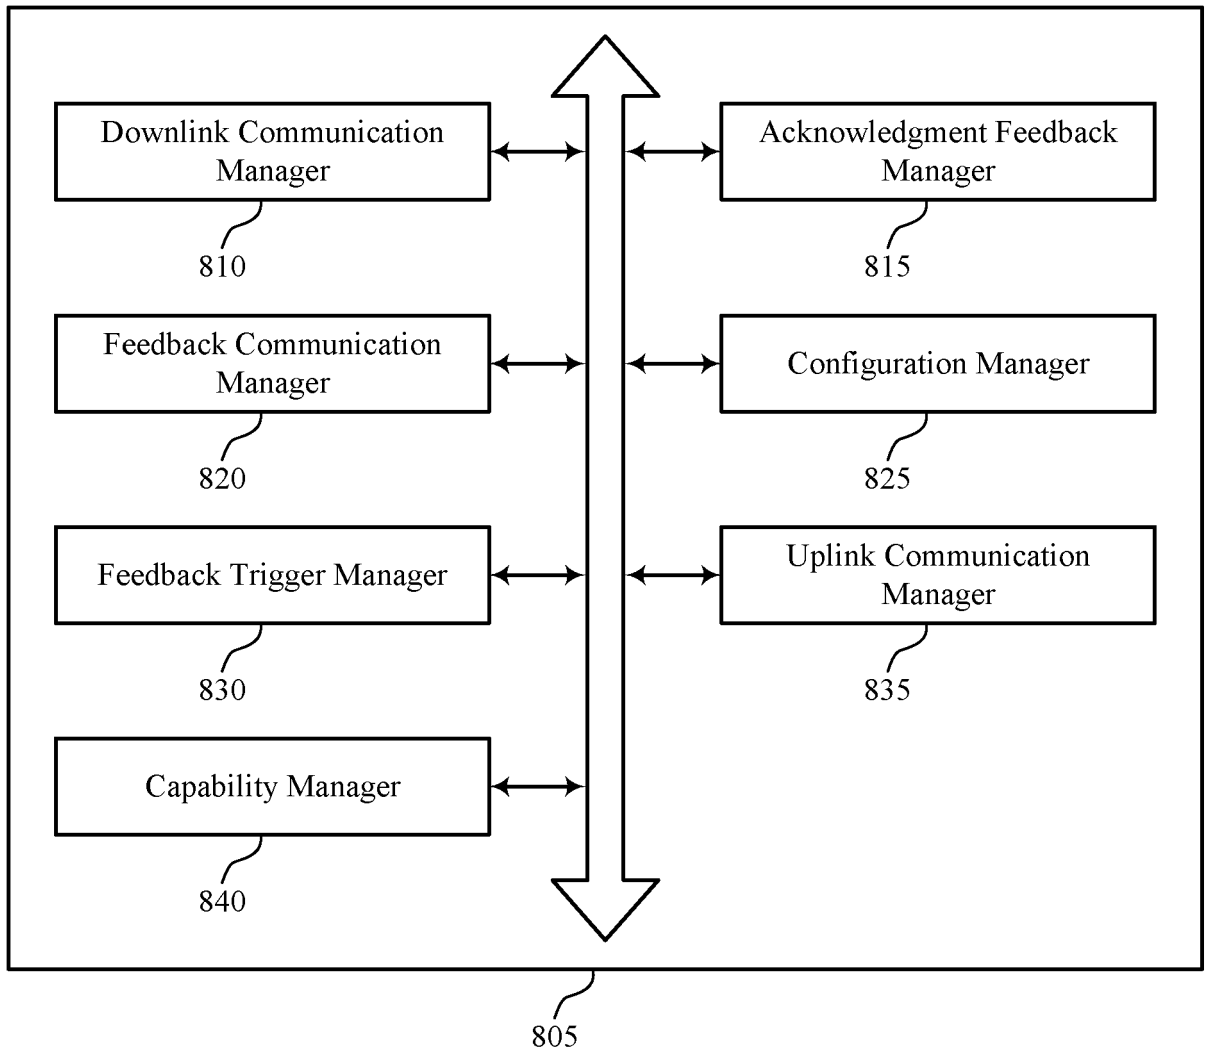 Downlink Communication
Manager
810
Acknowledgment Feedback
Manager
815
Feedback Communication
Manager
820
Configuration Manager
825
Feedback Trigger Manager
830
Uplink Communication
Manager
835
Capability Manager
840
805